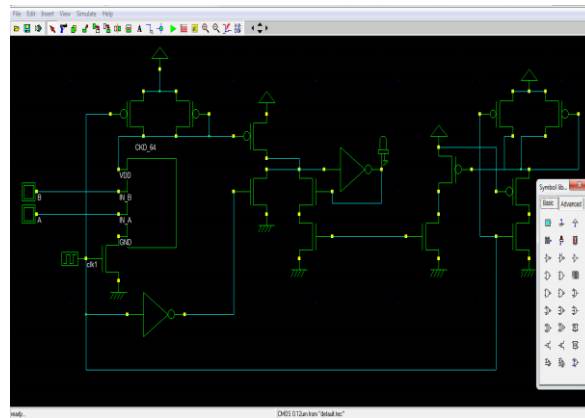 File Edit Insert View Simulate Help
CKD_64
VDD
B
IN_B
A
IN_A
GND
clk1
Symbol lib...
Basic
Advanced
ready...
CMOS 0.12um from "default.tec"